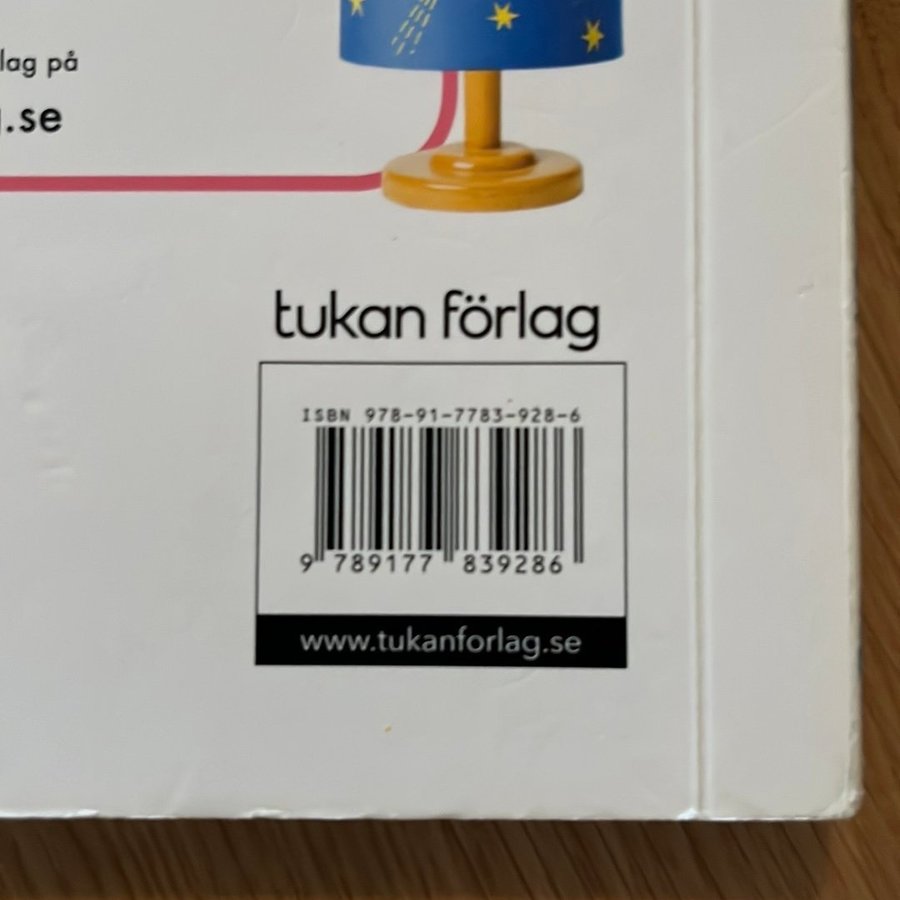 lag på
.se
tukan förlag
ISBN 978-91-7783-928-6
9 789177 839286
www.tukanforlag.se